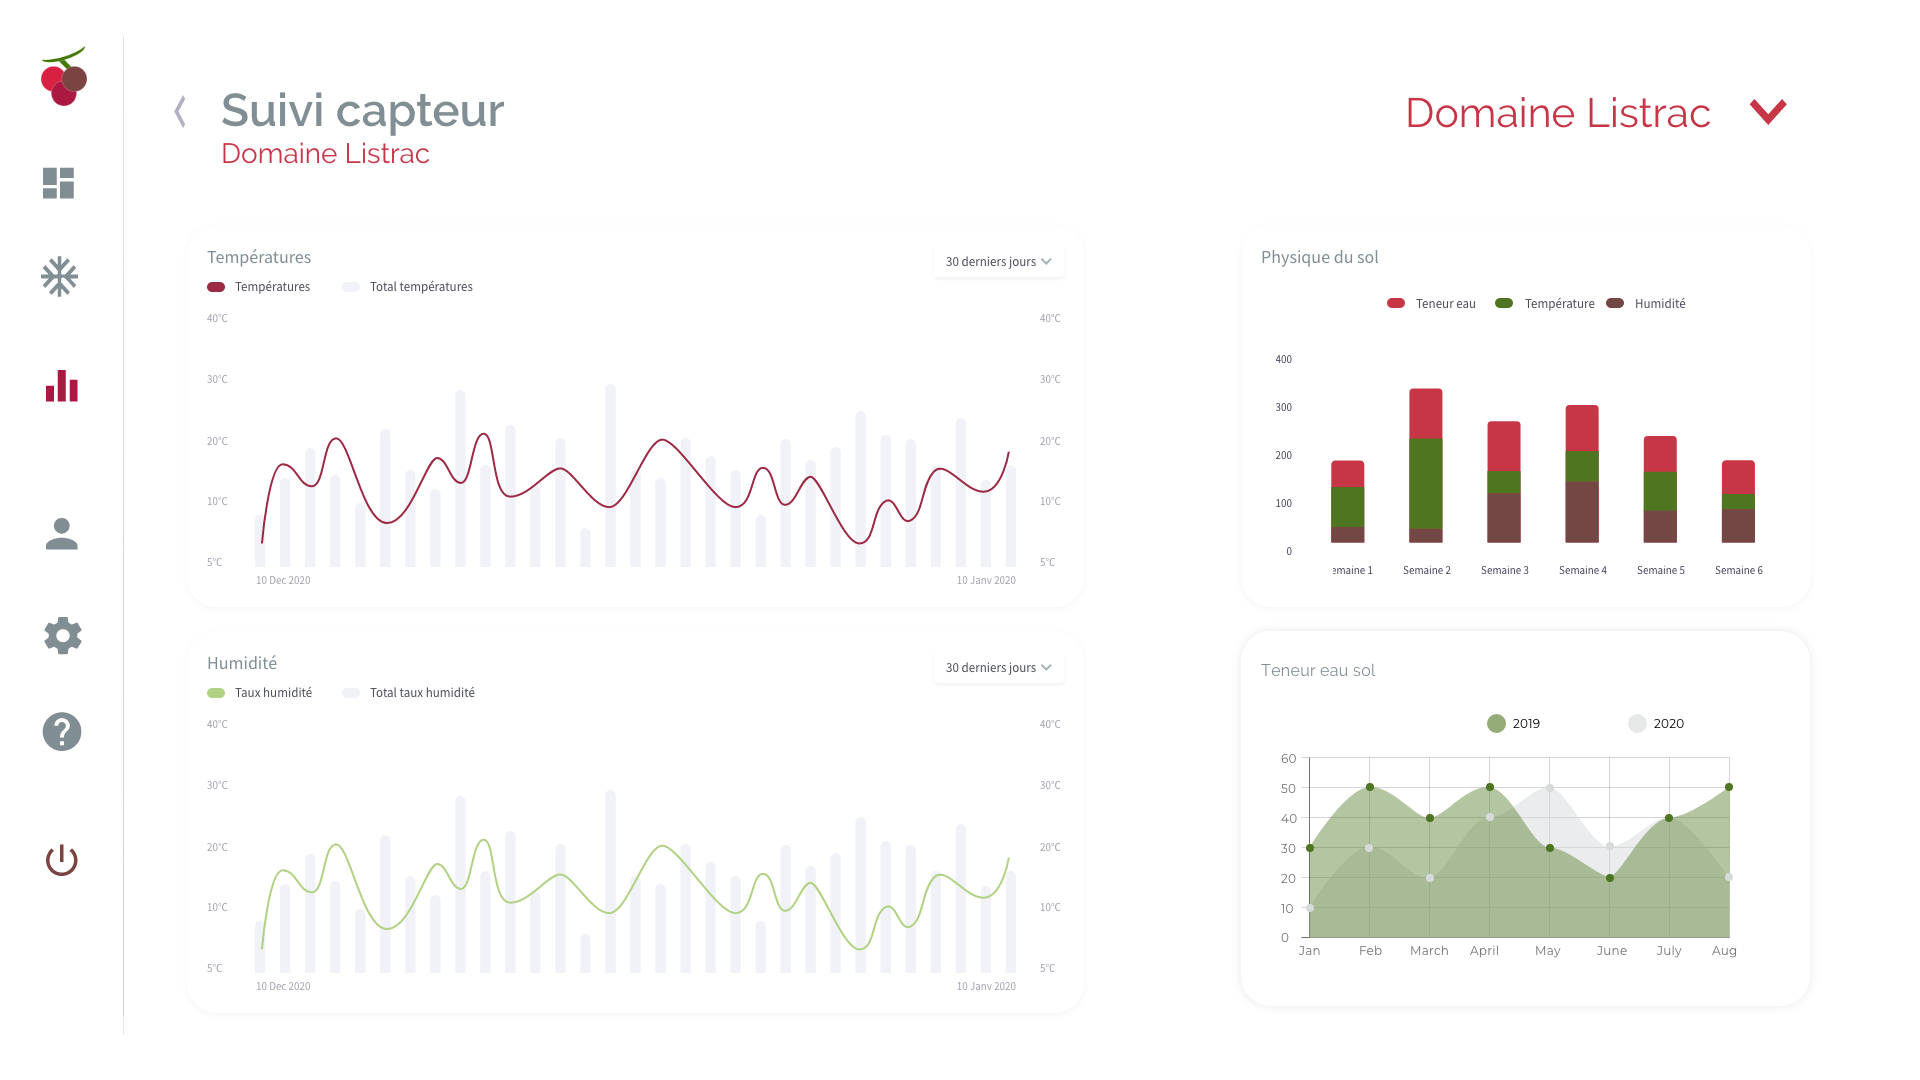 Suivi capteur
Domaine Listrac
Domaine Listrac
Températures
30 derniers jours
Températures Total températures
40°C 40°C
30°C 30°C
20°C 20°C
10°C 10°C
5°C 5°C
10 Dec 2020 10 Janv 2020
Physique du sol
Teneur eau Température Humidité
400
300
200
100
0
emaine 1 Semaine 2 Semaine 3 Semaine 4 Semaine 5 Semaine 6
Humidité
30 derniers jours
Taux humidité Total taux humidité
40°C 40°C
30°C 30°C
20°C 20°C
10°C 10°C
5°C 5°C
10 Dec 2020 10 Janv 2020
Teneur eau sol
2019 2020
60
50
40
30
20
10
0
Jan Feb March April May June July Aug